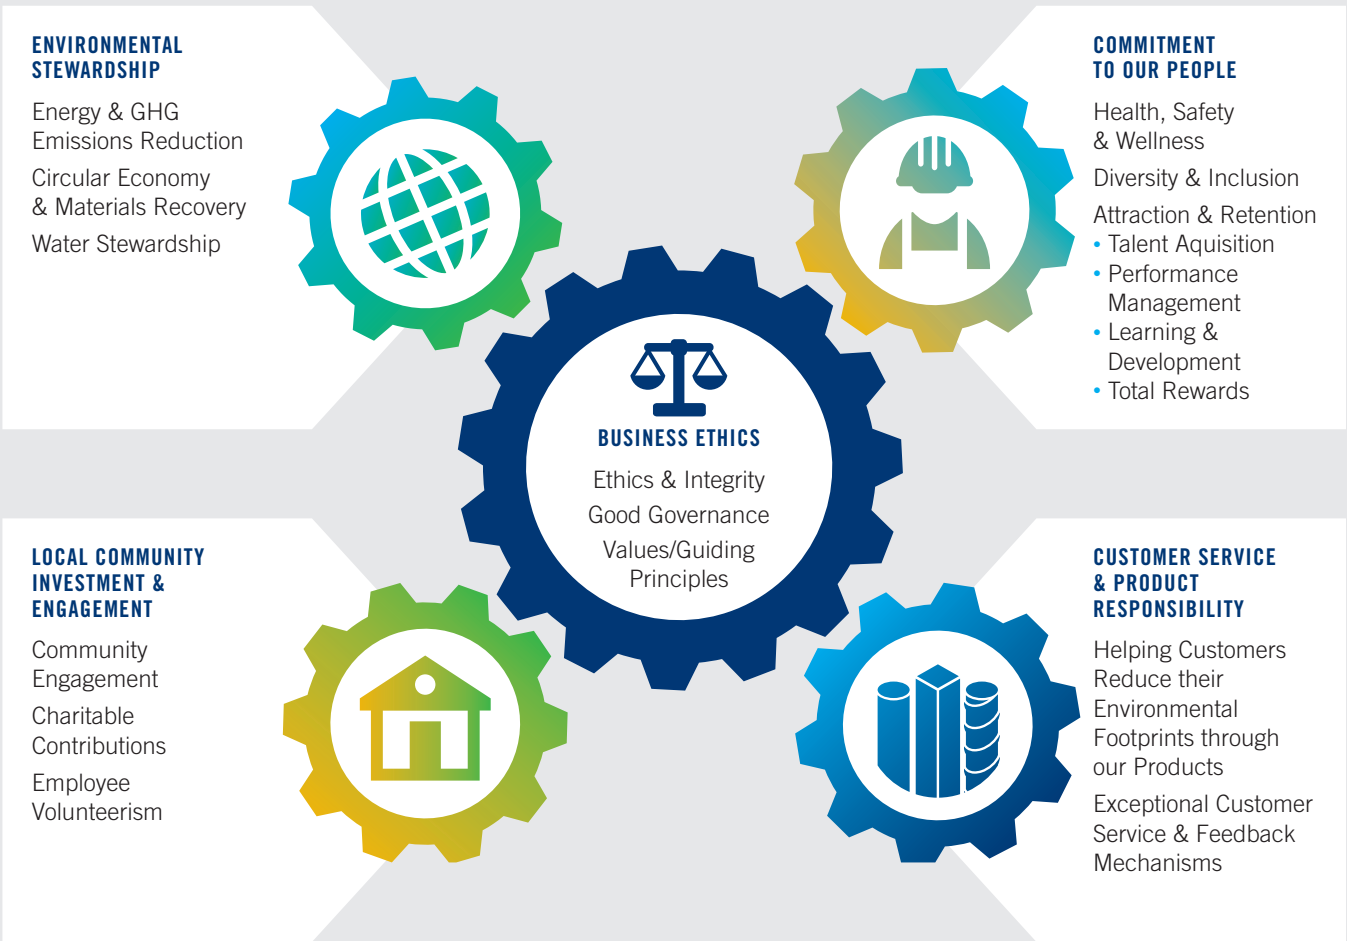 ENVIRONMENTAL
STEWARDSHIP
Energy & GHG
Emissions Reduction
Circular Economy
& Materials Recovery
Water Stewardship
COMMITMENT
TO OUR PEOPLE
Health, Safety
& Wellness
Diversity & Inclusion
Attraction & Retention
• Talent Aquisition
• Performance
Management
• Learning &
Development
• Total Rewards
BUSINESS ETHICS
Ethics & Integrity
Good Governance
Values/Guiding
Principles
LOCAL COMMUNITY
INVESTMENT &
ENGAGEMENT
Community
Engagement
Charitable
Contributions
Employee
Volunteerism
CUSTOMER SERVICE
& PRODUCT
RESPONSIBILITY
Helping Customers
Reduce their
Environmental
Footprints through
our Products
Exceptional Customer
Service & Feedback
Mechanisms